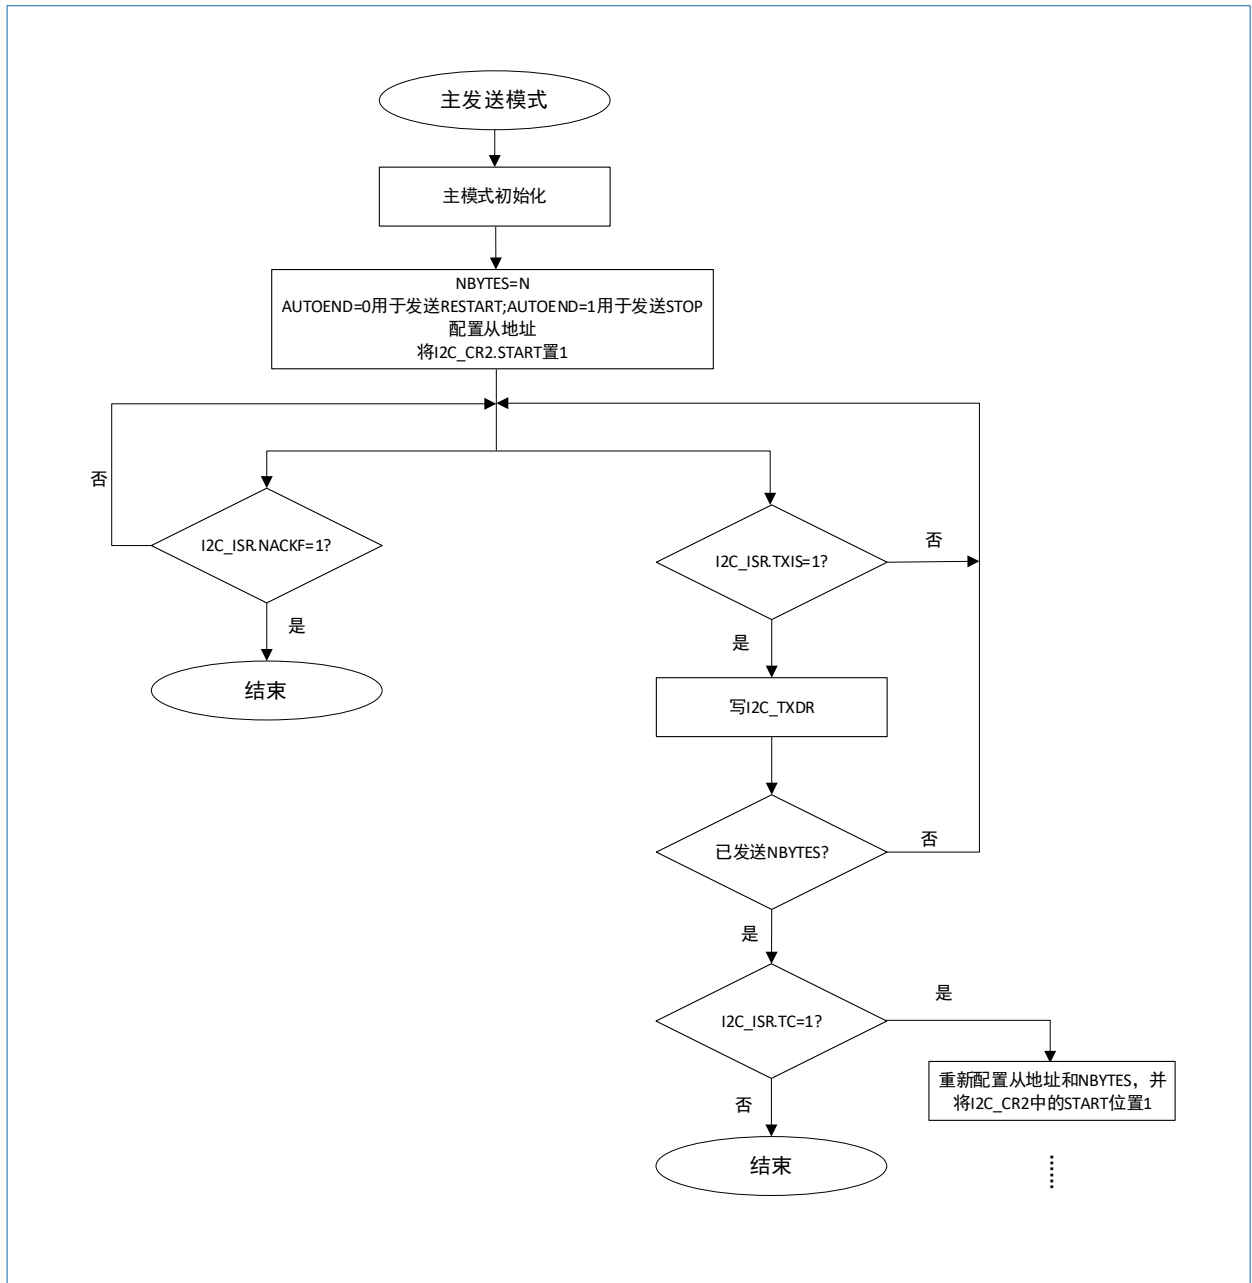 主发送模式
主模式初始化
NBYTES=N
AUTOEND=0用于发送RESTART;AUTOEND=1用于发送STOP
配置从地址
将I2C_CR2.START置1
否
I2C_ISR.NACKF=1?
是
结束
I2C_ISR.TXIS=1?
否
是
写I2C_TXDR
已发送NBYTES?
否
是
I2C_ISR.TC=1?
是
重新配置从地址和NBYTES，并
将I2C_CR2中的START位置1
否
结束